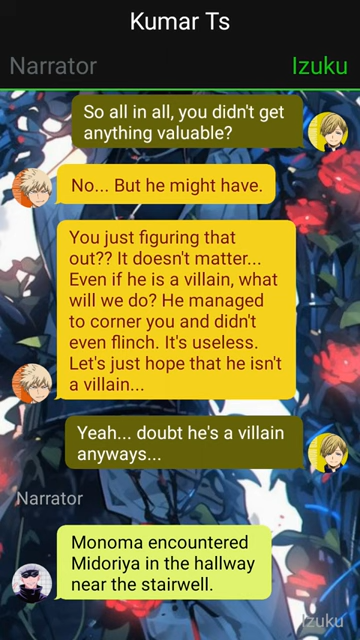 Kumar Ts
Narrator
Izuku
So all in all, you didn't get
anything valuable?
No... But he might have.
You just figuring that
out?? It doesn't matter...
Even if he is a villain, what
will we do? He managed
to corner you and didn't
even flinch. It's useless.
Let's just hope that he isn't
a villain...
Yeah... doubt he's a villain
anyways...
Narrator
Monoma encountered
Midoriya in the hallway
near the stairwell.
Izuku